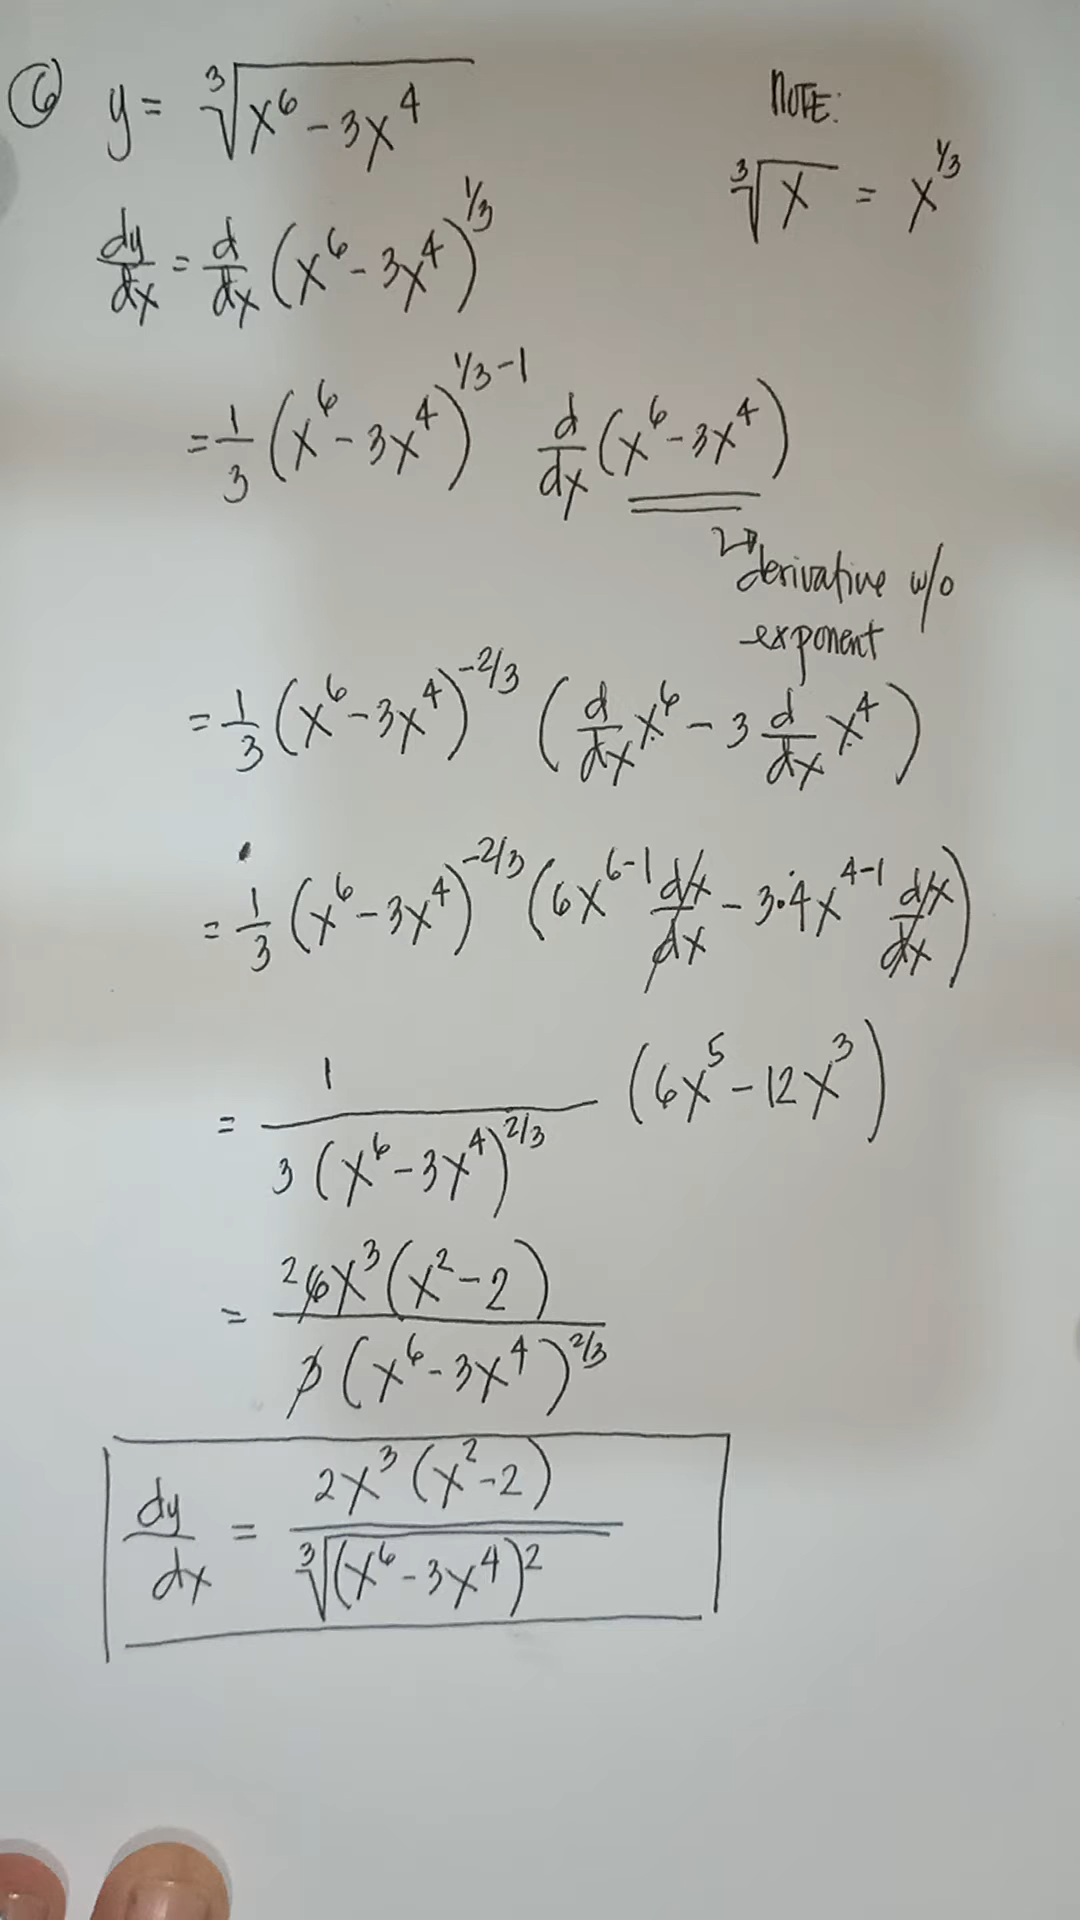 ⑥ y = ∛(x⁶ - 3x⁴)
NOTE:
∛x = x^(1/3)
dy/dx = d/dx (x⁶ - 3x⁴)^(1/3)
= 1/3 (x⁶ - 3x⁴)^(1/3 - 1) d/dx (x⁶ - 3x⁴)
derivative w/o
exponent
= 1/3 (x⁶ - 3x⁴)^(-2/3) (d/dx x⁶ - 3 d/dx x⁴)
= 1/3 (x⁶ - 3x⁴)^(-2/3) (6x^(6-1) dx/dx - 3·4x^(4-1) dx/dx)
= 1/(3(x⁶ - 3x⁴)^(2/3)) (6x⁵ - 12x³)
= 2 6x³(x² - 2) / 3(x⁶ - 3x⁴)^(2/3)
dy/dx = 2x³(x² - 2) / ∛(x⁶ - 3x⁴)²